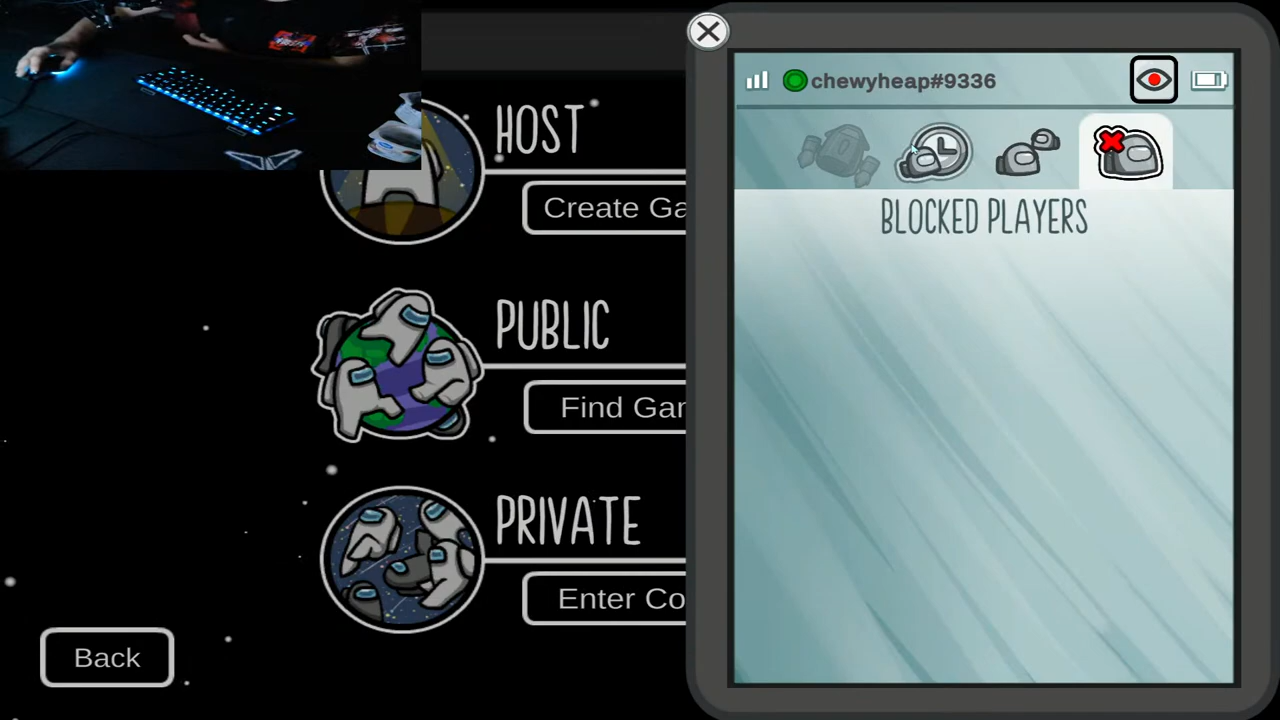 HOST
Create Ga
PUBLIC
Find Gar
PRIVATE
Enter Co
Back
chewyheap#9336
BLOCKED PLAYERS